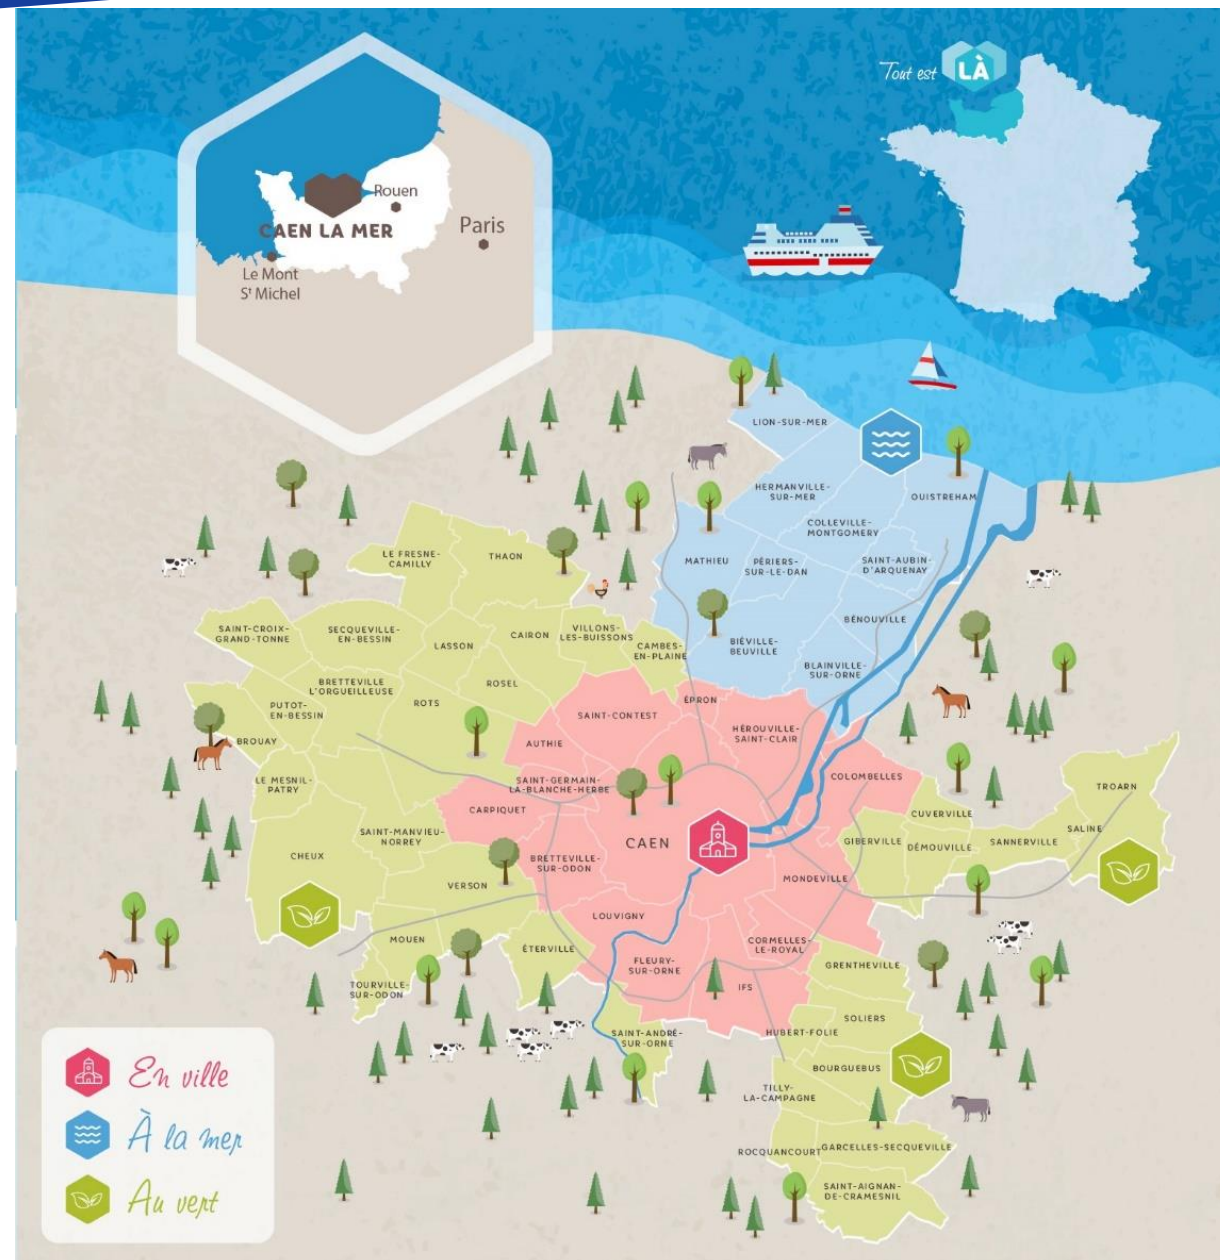 Tout est LÀ
Rouen
CAEN LA MER
Paris
Le Mont
Sᵗ Michel
LION-SUR-MER
HERMANVILLE-
SUR-MER
OUISTREHAM
COLLEVILLE-
MONTGOMERY
MATHIEU
PÉRIERS-
SUR-LE-DAN
SAINT-AUBIN-
D'ARQUENAY
LE FRESNE-
CAMILLY
THAON
BÉNOUVILLE
SAINT-CROIX-
GRAND-TONNE
SECQUEVILLE-
EN-BESSIN
LASSON
CAIRON
VILLONS-
LES-BUISSONS
CAMBES-
EN-PLAINE
BIÉVILLE-
BEUVILLE
BLAINVILLE-
SUR-ORNE
BRETTEVILLE
L'ORGUEILLEUSE
ROSEL
PUTOT-
EN-BESSIN
ROTS
ÉPRON
SAINT-CONTEST
HÉROUVILLE-
SAINT-CLAIR
BROUAY
AUTHIE
LE MESNIL-
PATRY
SAINT-GERMAIN-
LA-BLANCHE-HERBE
COLOMBELLES
TROARN
CARPIQUET
CUVERVILLE
SAINT-MANVIEU-
NORREY
CAEN
GIBERVILLE
DÉMOUVILLE
SANNERVILLE
SALINE
CHEUX
BRETTEVILLE-
SUR-ODON
VERSON
MONDEVILLE
LOUVIGNY
MOUEN
ÉTERVILLE
CORMELLES-
LE-ROYAL
FLEURY-
SUR-ORNE
GRENTHEVILLE
TOURVILLE-
SUR-ODON
IFS
SOLIERS
SAINT-ANDRÉ-
SUR-ORNE
HUBERT-FOLIE
BOURGUEBUS
TILLY-
LA-CAMPAGNE
ROCQUANCOURT
GARCELLES-SECQUEVILLE
SAINT-AIGNAN-
DE-CRAMESNIL
En ville
À la mer
Au vert